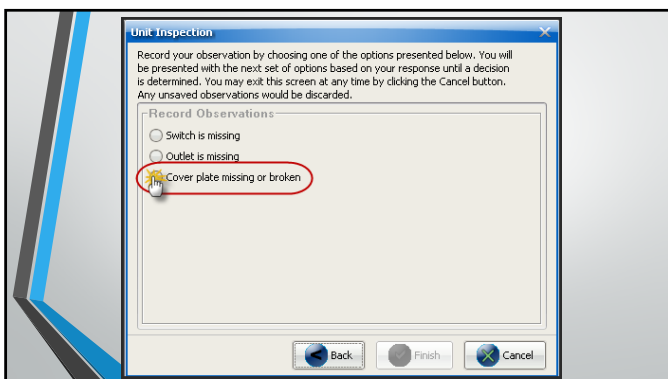 Unit Inspection
Record your observation by choosing one of the options presented below. You will
be presented with the next set of options based on your response until a decision
is determined. You may exit this screen at any time by clicking the Cancel button.
Any unsaved observations would be discarded.
Record Observations
Switch is missing
Outlet is missing
Cover plate missing or broken
Back
Finish
Cancel